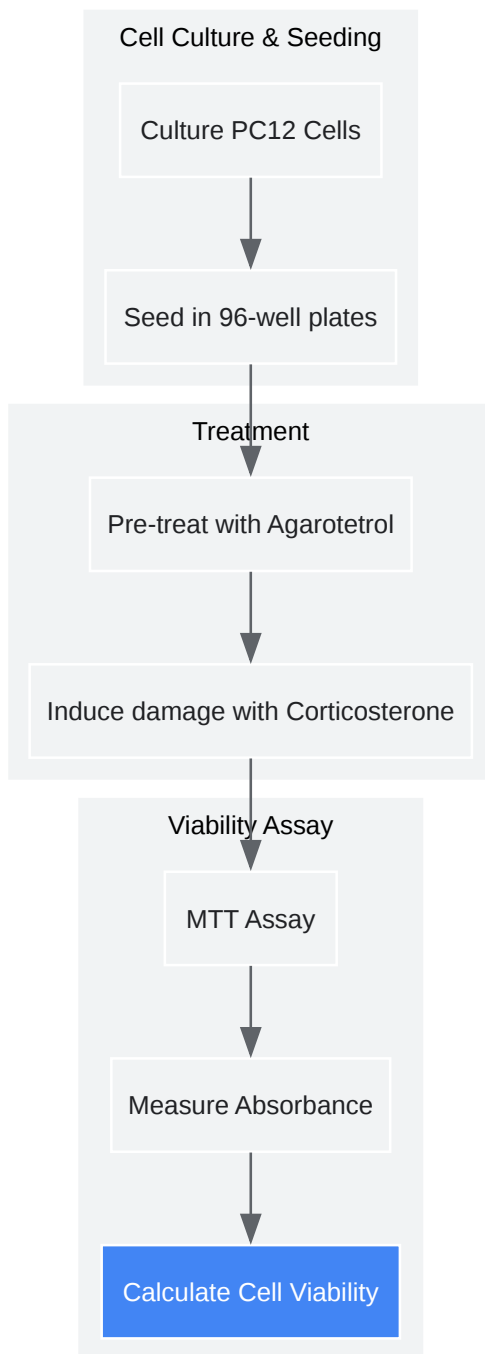 Cell Culture & Seeding
Culture PC12 Cells
Seed in 96-well plates
Treatment
Pre-treat with Agarotetrol
Induce damage with Corticosterone
Viability Assay
MTT Assay
Measure Absorbance
Calculate Cell Viability